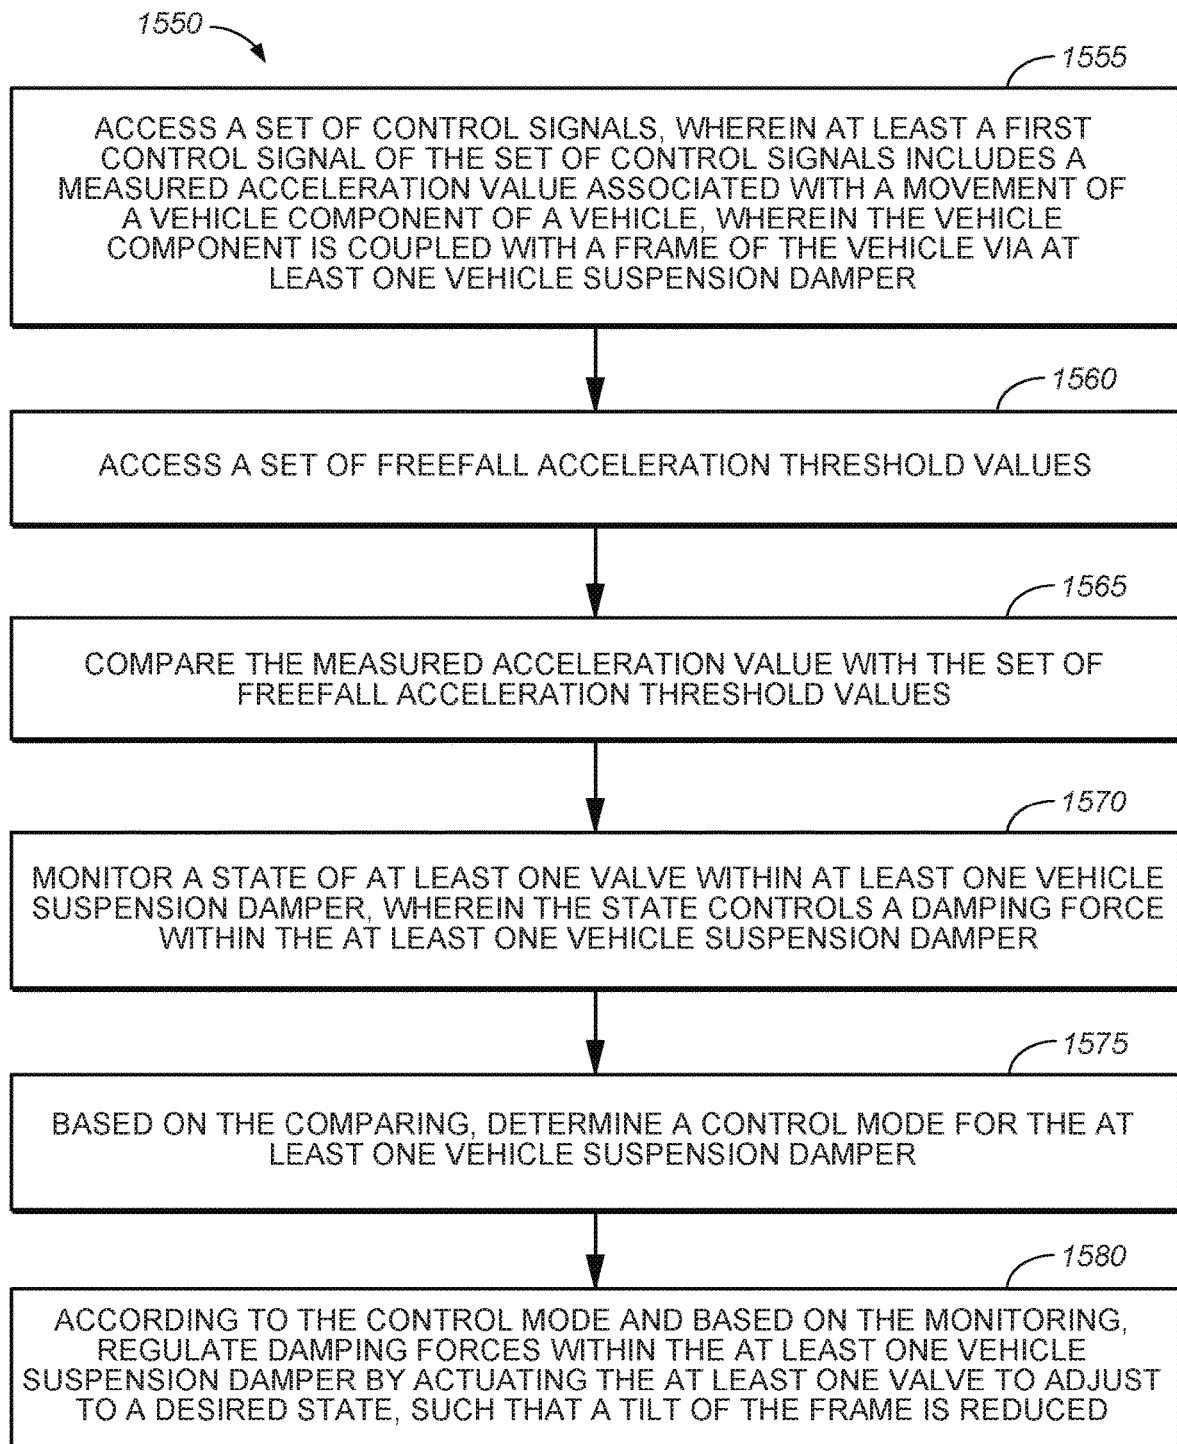 1550
1555
ACCESS A SET OF CONTROL SIGNALS, WHEREIN AT LEAST A FIRST
CONTROL SIGNAL OF THE SET OF CONTROL SIGNALS INCLUDES A
MEASURED ACCELERATION VALUE ASSOCIATED WITH A MOVEMENT OF
A VEHICLE COMPONENT OF A VEHICLE, WHEREIN THE VEHICLE
COMPONENT IS COUPLED WITH A FRAME OF THE VEHICLE VIA AT
LEAST ONE VEHICLE SUSPENSION DAMPER
1560
ACCESS A SET OF FREEFALL ACCELERATION THRESHOLD VALUES
1565
COMPARE THE MEASURED ACCELERATION VALUE WITH THE SET OF
FREEFALL ACCELERATION THRESHOLD VALUES
1570
MONITOR A STATE OF AT LEAST ONE VALVE WITHIN AT LEAST ONE VEHICLE
SUSPENSION DAMPER, WHEREIN THE STATE CONTROLS A DAMPING FORCE
WITHIN THE AT LEAST ONE VEHICLE SUSPENSION DAMPER
1575
BASED ON THE COMPARING, DETERMINE A CONTROL MODE FOR THE AT
LEAST ONE VEHICLE SUSPENSION DAMPER
1580
ACCORDING TO THE CONTROL MODE AND BASED ON THE MONITORING,
REGULATE DAMPING FORCES WITHIN THE AT LEAST ONE VEHICLE
SUSPENSION DAMPER BY ACTUATING THE AT LEAST ONE VALVE TO ADJUST
TO A DESIRED STATE, SUCH THAT A TILT OF THE FRAME IS REDUCED